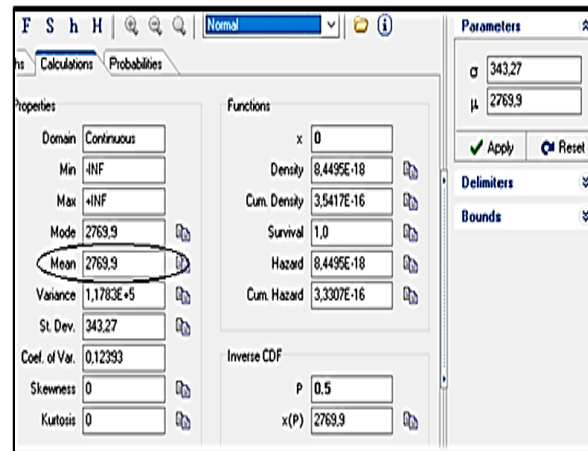 F S h H Normal
hs Calculations Probabilities
Properties
Domain Continuous
Min -INF
Max +INF
Mode 2769,9
Mean 2769,9
Variance 1,1783E+5
St. Dev. 343,27
Coef. of Var. 0,12393
Skewness 0
Kurtosis 0
Functions
x 0
Density 8,4495E-18
Cum. Density 3,5417E-16
Survival 1,0
Hazard 8,4495E-18
Cum. Hazard 3,3307E-16
Inverse CDF
P 0.5
x(P) 2769,9
Parameters
σ 343,27
μ 2769,9
Apply Reset
Delimiters
Bounds